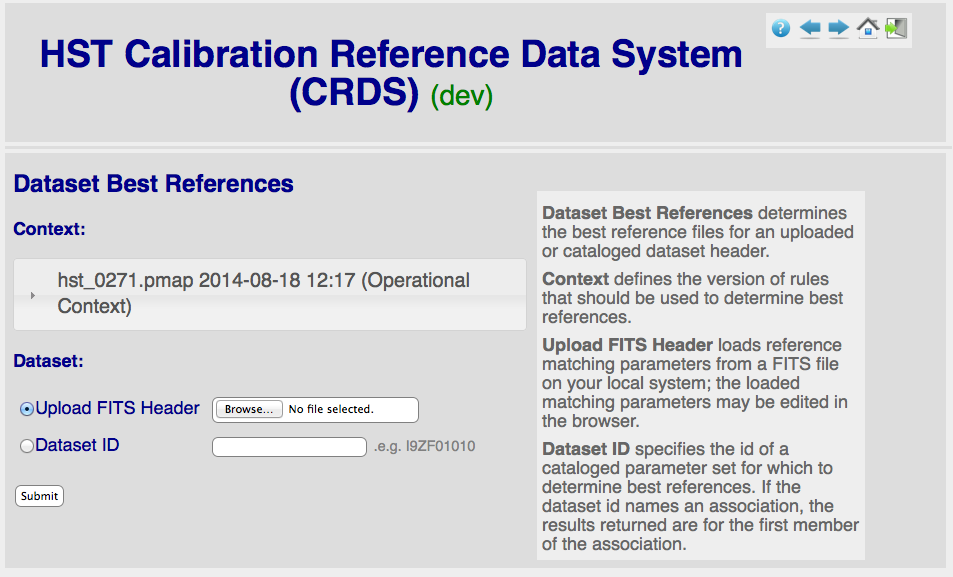 HST Calibration Reference Data System
(CRDS) (dev)
Dataset Best References
Context:
hst_0271.pmap 2014-08-18 12:17 (Operational
Context)
Dataset:
Upload FITS Header Browse... No file selected.
Dataset ID .e.g. I9ZF01010
Submit
Dataset Best References determines
the best reference files for an uploaded
or cataloged dataset header.
Context defines the version of rules
that should be used to determine best
references.
Upload FITS Header loads reference
matching parameters from a FITS file
on your local system; the loaded
matching parameters may be edited in
the browser.
Dataset ID specifies the id of a
cataloged parameter set for which to
determine best references. If the
dataset id names an association, the
results returned are for the first member
of the association.